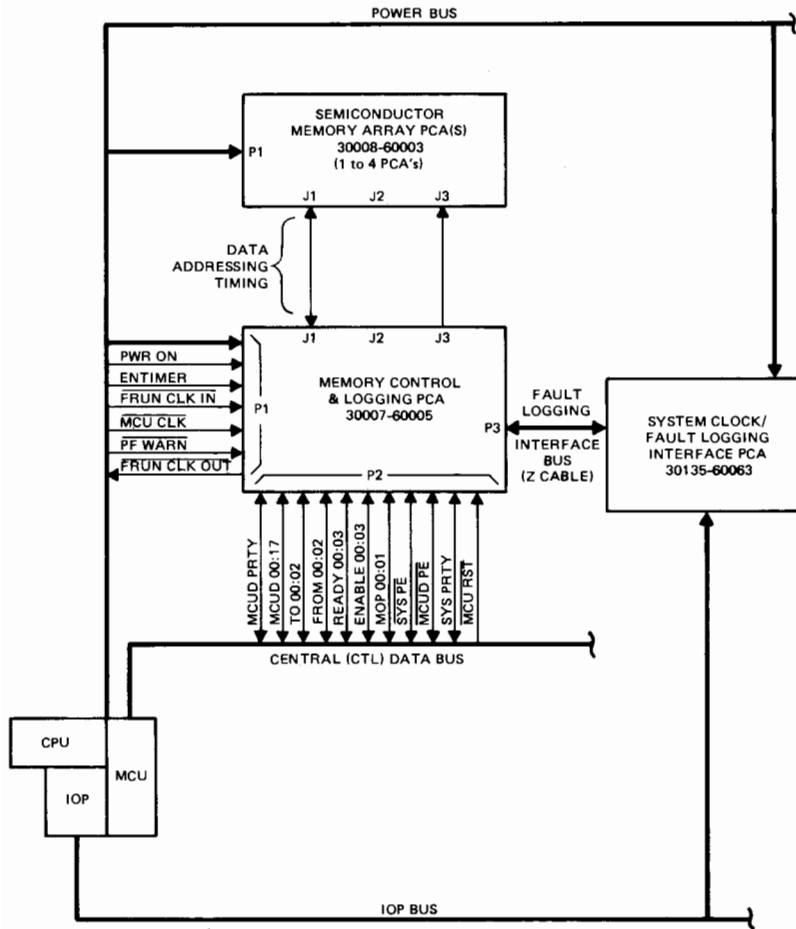 POWER BUS
SEMICONDUCTOR
MEMORY ARRAY PCA(S)
30008-60003
(1 to 4 PCA's)
P1
J1
J2
J3
DATA
ADDRESSING
TIMING
J1
J2
J3
PWR ON
ENTIMER
FRUN CLK IN
MCU CLK
PF WARN
FRUN CLK OUT
P1
MEMORY CONTROL
& LOGGING PCA
30007-60005
P3
P2
FAULT
LOGGING
INTERFACE
BUS
(Z CABLE)
SYSTEM CLOCK/
FAULT LOGGING
INTERFACE PCA
30135-60063
MCUD PRTY
MCUD 00:17
TO 00:02
FROM 00:02
READY 00:03
ENABLE 00:03
MOP 00:01
SYS PE
MCUD PE
SYS PRTY
MCU RST
CENTRAL (CTL) DATA BUS
CPU
IOP
MCU
IOP BUS